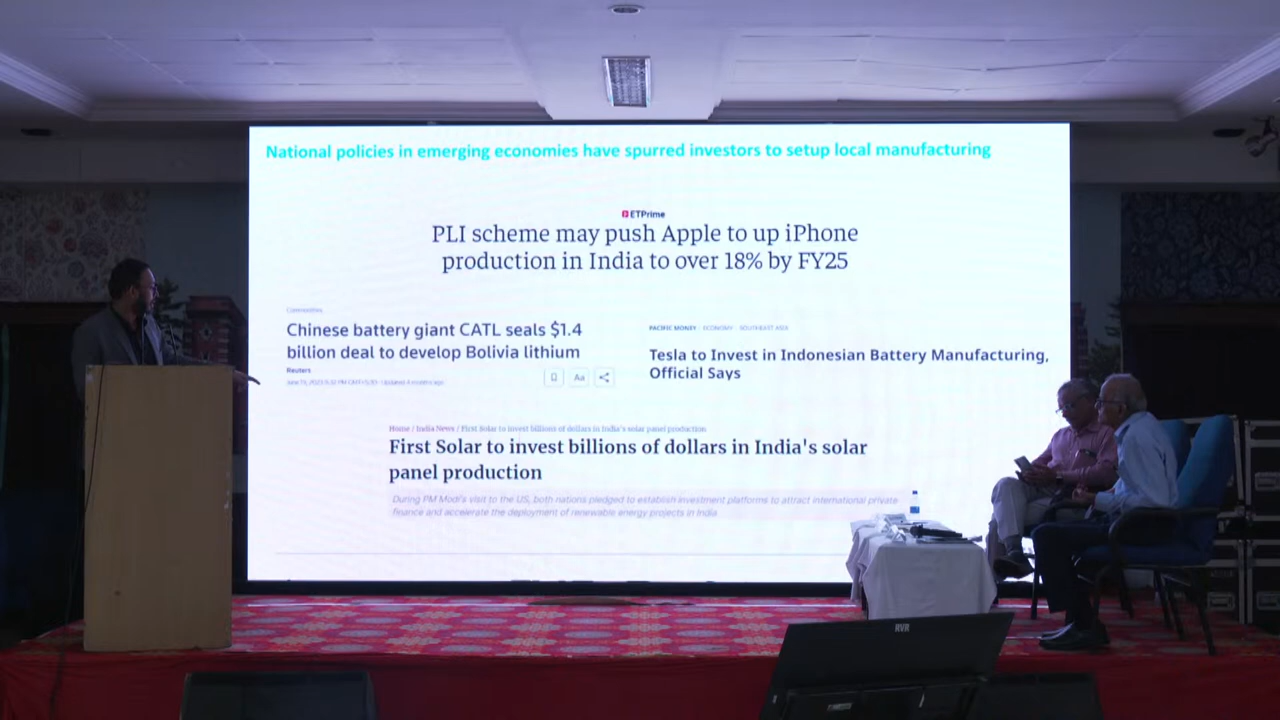 National policies in emerging economies have spurred investors to setup local manufacturing
ETPrime
PLI scheme may push Apple to up iPhone
production in India to over 18% by FY25
Commodities
Chinese battery giant CATL seals $1.4
billion deal to develop Bolivia lithium
Reuters
Aa
PACIFIC MONEY | ECONOMY | SOUTHEAST ASIA
Tesla to Invest in Indonesian Battery Manufacturing,
Official Says
Home / India News / First Solar to invest billions of dollars in India's solar panel production
First Solar to invest billions of dollars in India's solar
panel production
During PM Modi's visit to the US, both nations pledged to establish investment platforms to attract international private
finance and accelerate the deployment of renewable energy projects in India
RVR